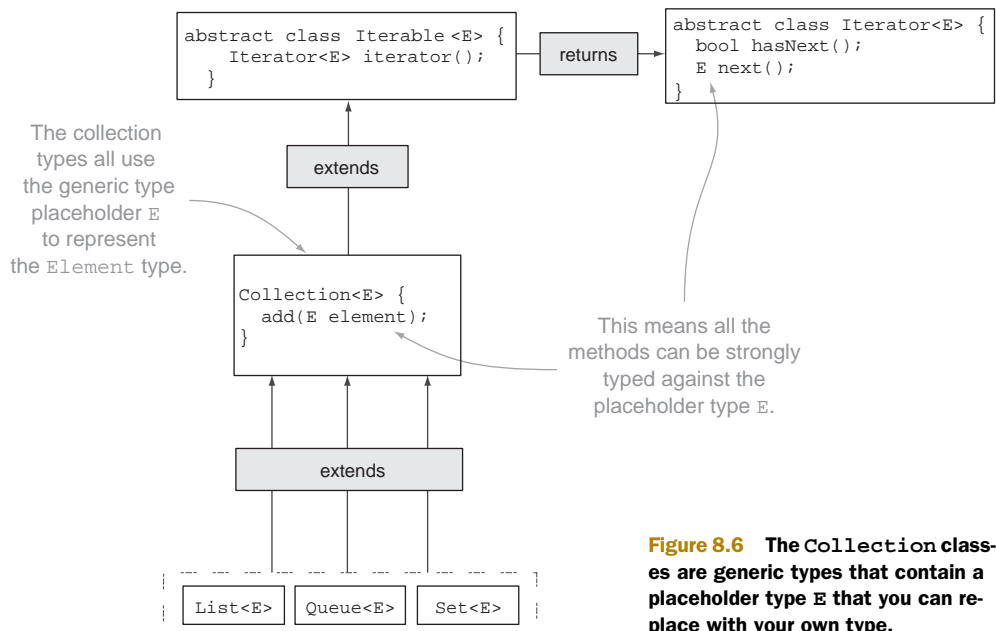 abstract class Iterable <E> {
Iterator<E> iterator();
}
returns
abstract class Iterator<E> {
bool hasNext();
E next();
}
The collection
types all use
the generic type
placeholder E
to represent
the Element type.
extends
Collection<E> {
add(E element);
}
This means all the
methods can be strongly
typed against the
placeholder type E.
extends
List<E>
Queue<E>
Set<E>
Figure 8.6 The Collection class-
es are generic types that contain a
placeholder type E that you can re-
place with your own type.